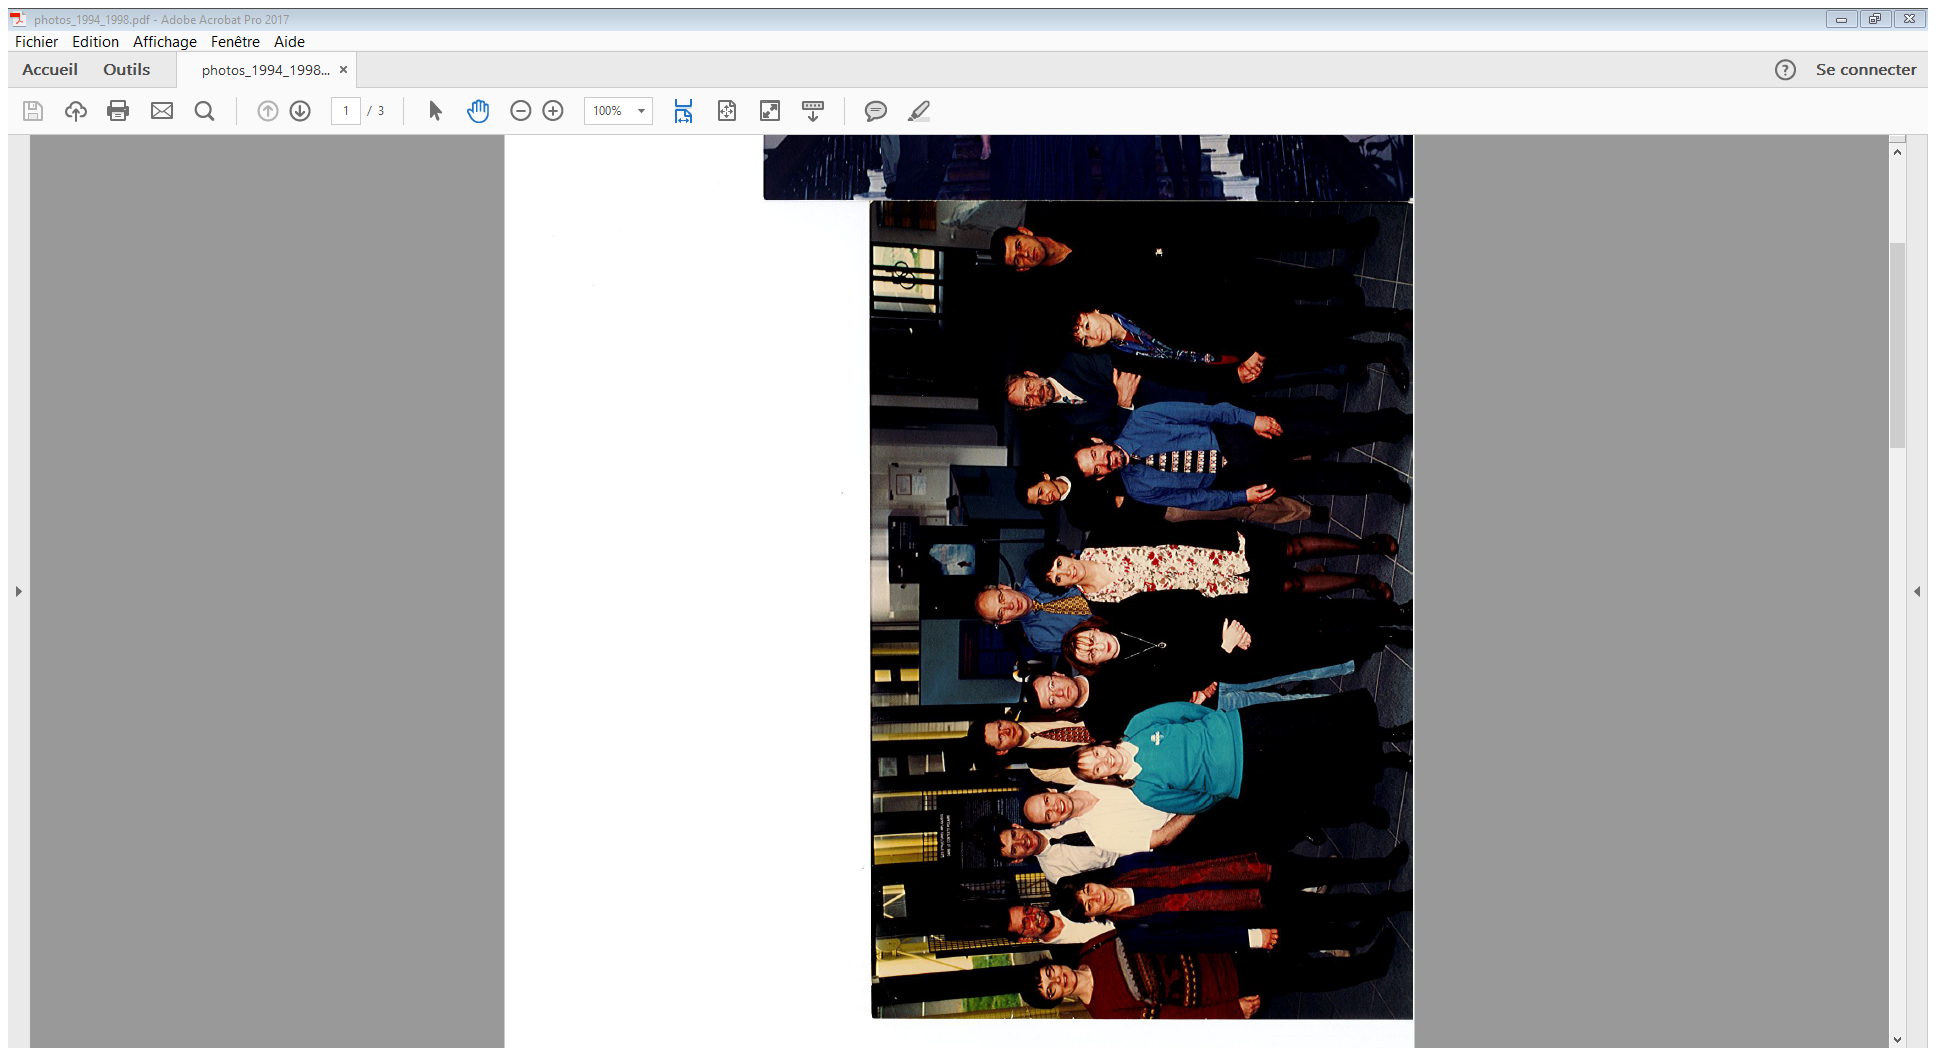 photos_1994_1998.pdf - Adobe Acrobat Pro 2017
Fichier Edition Affichage Fenêtre Aide
Accueil Outils photos_1994_1998... × ? Se connecter
1 / 3 100%